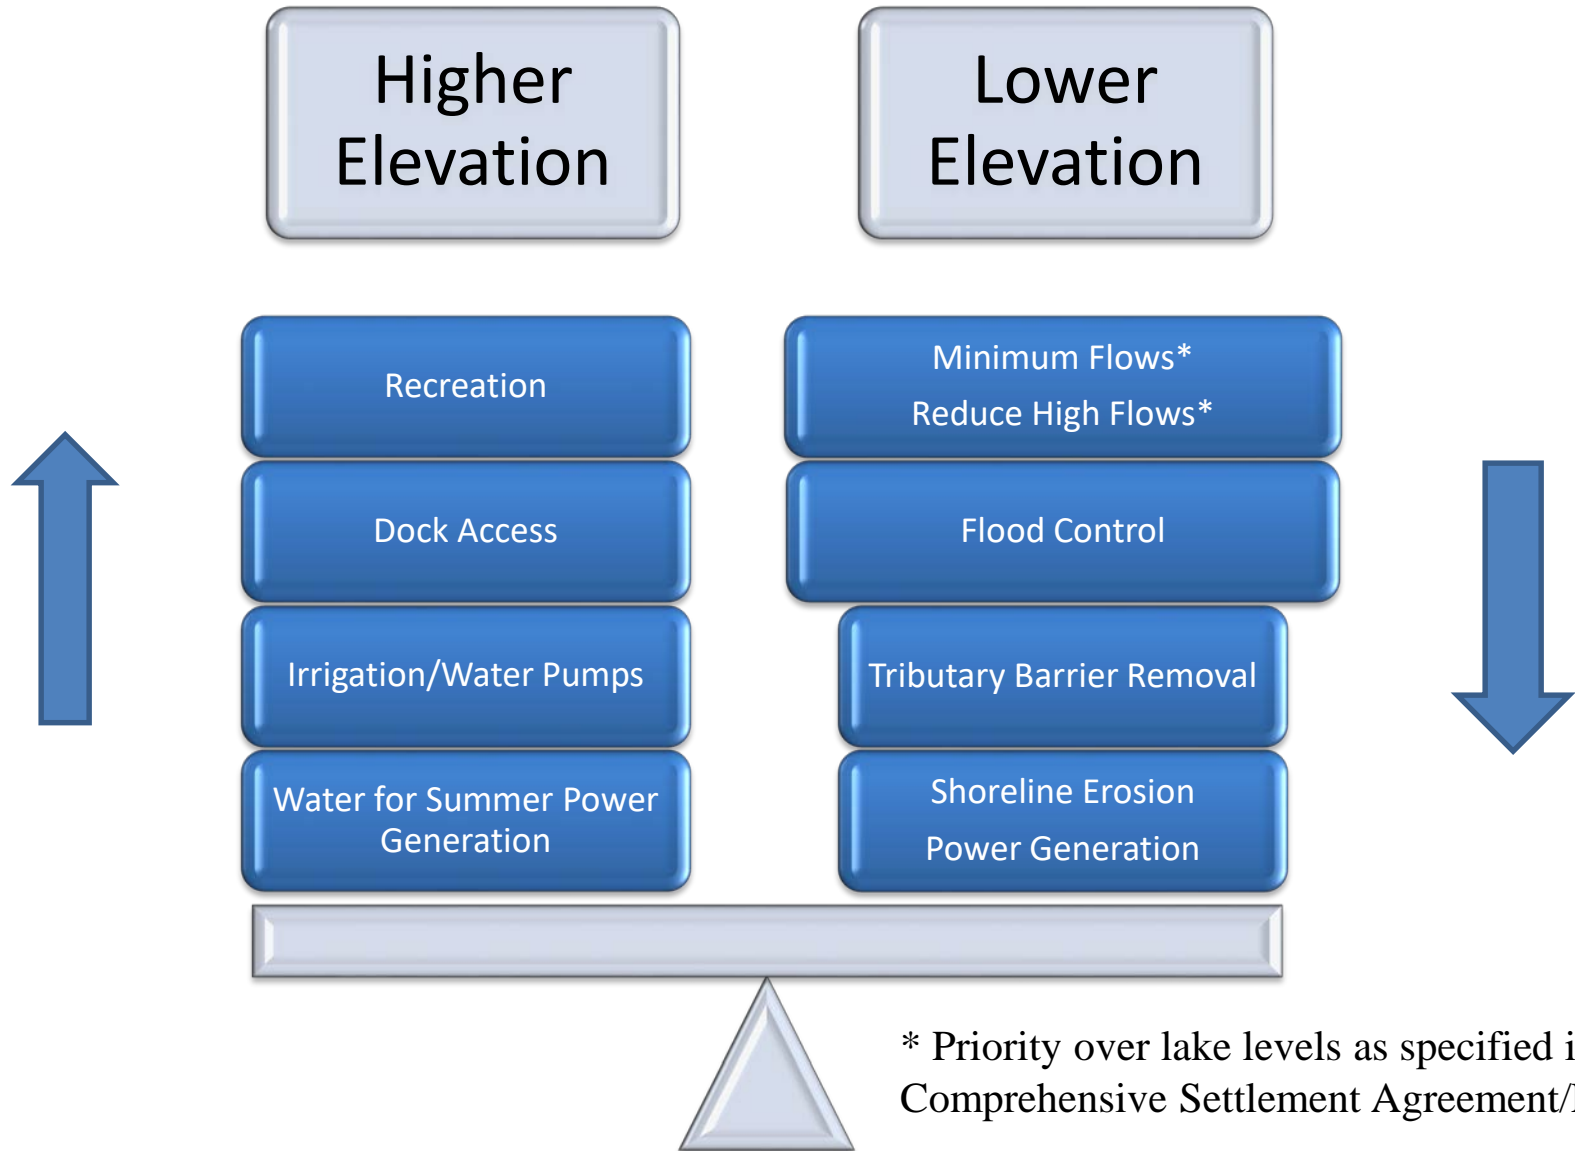 Higher
Elevation
Lower
Elevation
Recreation
Dock Access
Irrigation/Water Pumps
Water for Summer Power
Generation
Minimum Flows*
Reduce High Flows*
Flood Control
Tributary Barrier Removal
Shoreline Erosion
Power Generation
* Priority over lake levels as specified
Comprehensive Settlement Agreement/